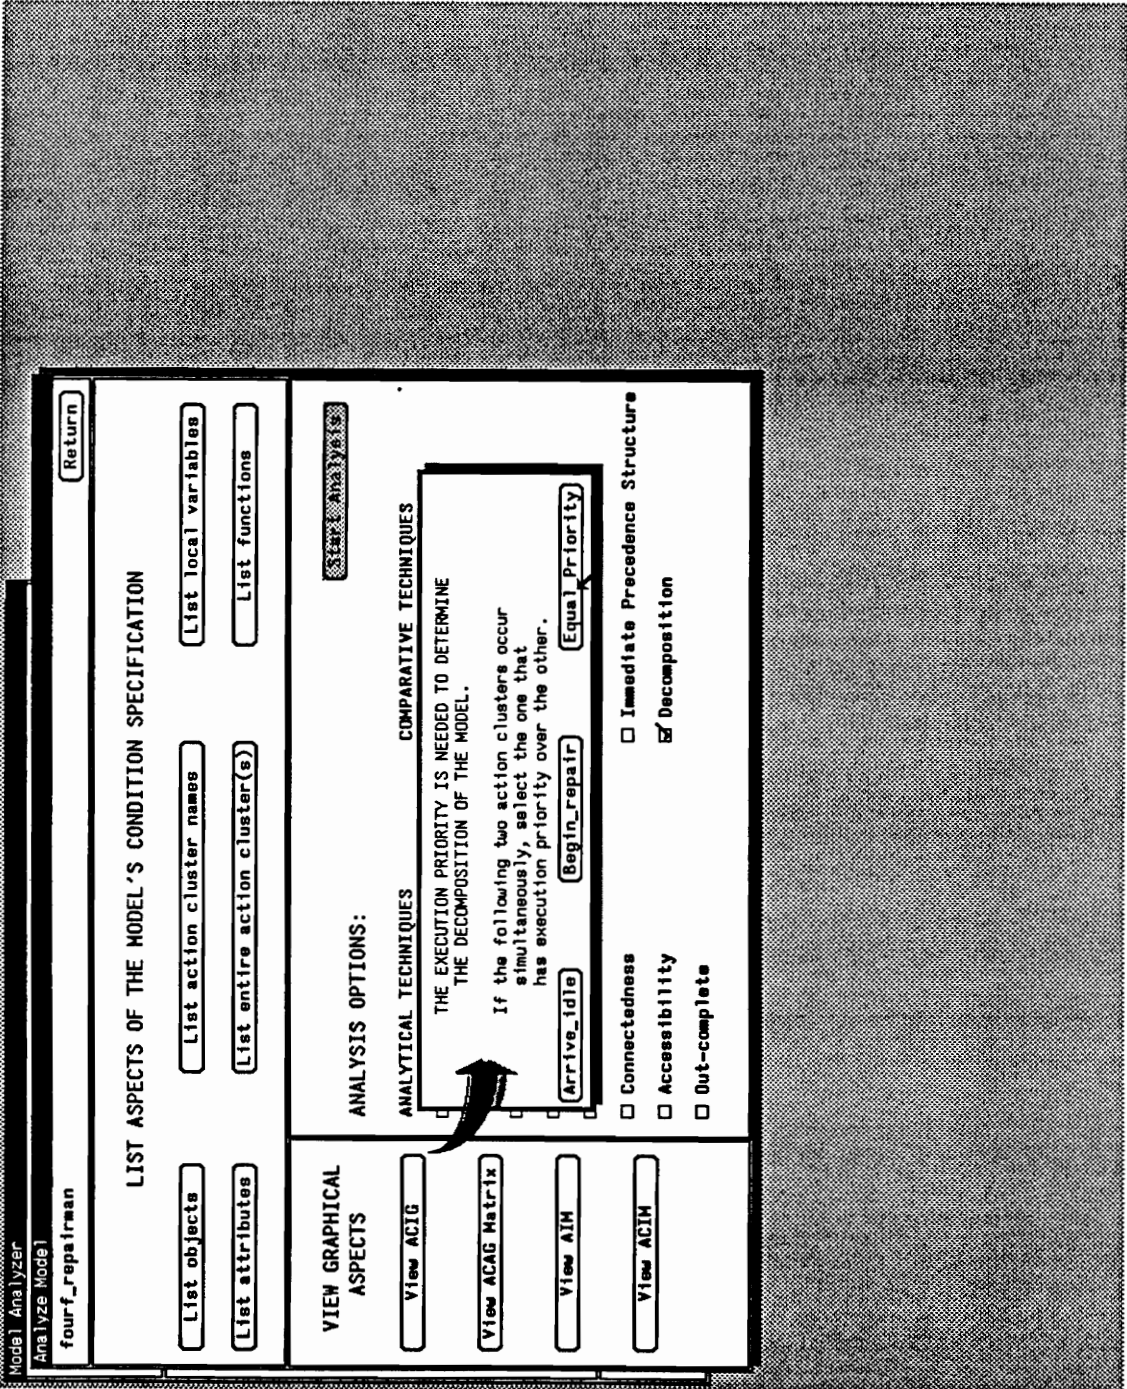 Model Analyzer
Analyze Model
fourf_repairman
Return
LIST ASPECTS OF THE MODEL'S CONDITION SPECIFICATION
List objects
List action cluster names
List local variables
List attributes
List entire action cluster(s)
List functions
VIEW GRAPHICAL
ASPECTS
View ACIG
View ACAG Matrix
View AIM
View ACIM
ANALYSIS OPTIONS:
Start Analysis
ANALYTICAL TECHNIQUES
COMPARATIVE TECHNIQUES
THE EXECUTION PRIORITY IS NEEDED TO DETERMINE
THE DECOMPOSITION OF THE MODEL.
If the following two action clusters occur
simultaneously, select the one that
has execution priority over the other.
Arrive_idle
Begin_repair
Equal_Priority
Connectedness
Immediate Precedence Structure
Accessibility
Decomposition
Out-complete